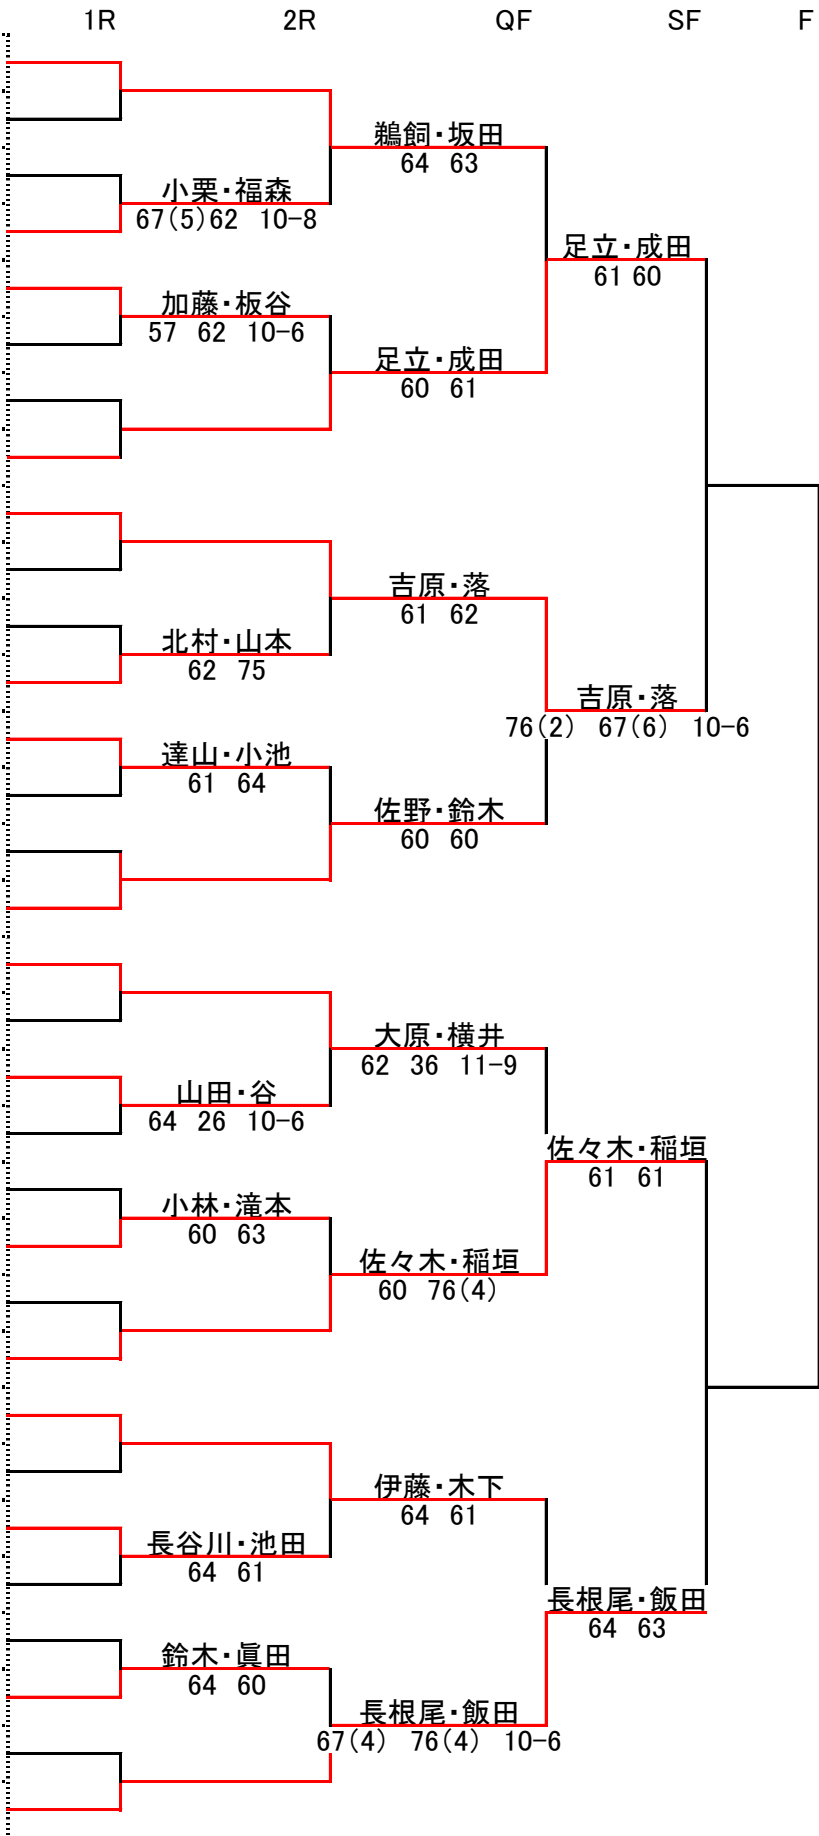 1R 2R QF SF F
鵜飼・坂田
64 63
小栗・福森
67(5)62 10-8
足立・成田
61 60
加藤・板谷
57 62 10-6
足立・成田
60 61
吉原・落
61 62
北村・山本
62 75
吉原・落
76(2) 67(6) 10-6
達山・小池
61 64
佐野・鈴木
60 60
大原・横井
62 36 11-9
山田・谷
64 26 10-6
佐々木・稲垣
61 61
小林・滝本
60 63
佐々木・稲垣
60 76(4)
伊藤・木下
64 61
長谷川・池田
64 61
長根尾・飯田
64 63
鈴木・眞田
64 60
長根尾・飯田
67(4) 76(4) 10-6